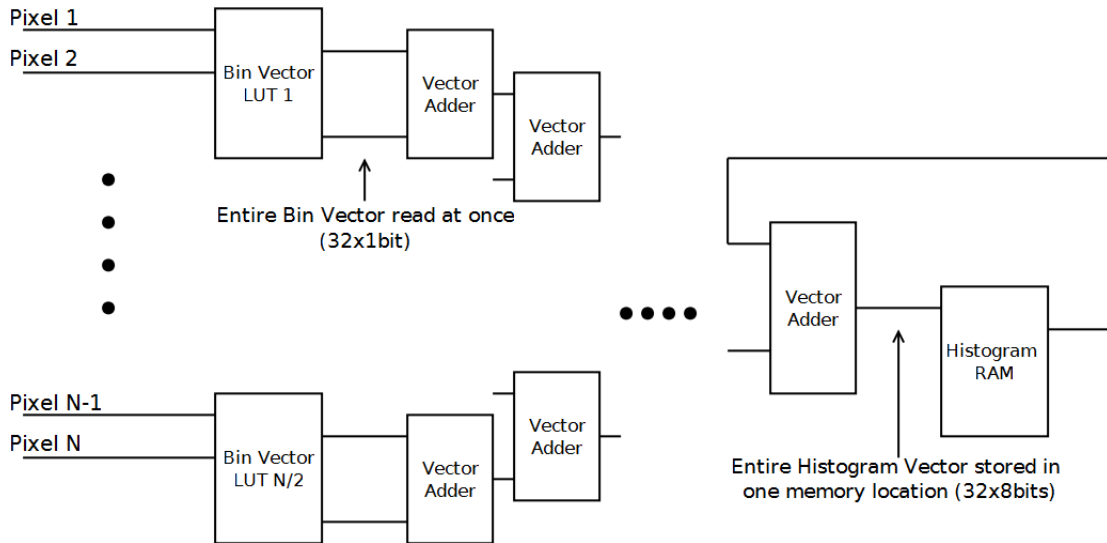 Pixel 1
Pixel 2
Bin Vector
LUT 1
Vector
Adder
Vector
Adder
Entire Bin Vector read at once
(32x1bit)
Vector
Adder
Histogram
RAM
Pixel N-1
Pixel N
Bin Vector
LUT N/2
Vector
Adder
Vector
Adder
Entire Histogram Vector stored in
one memory location (32x8bits)